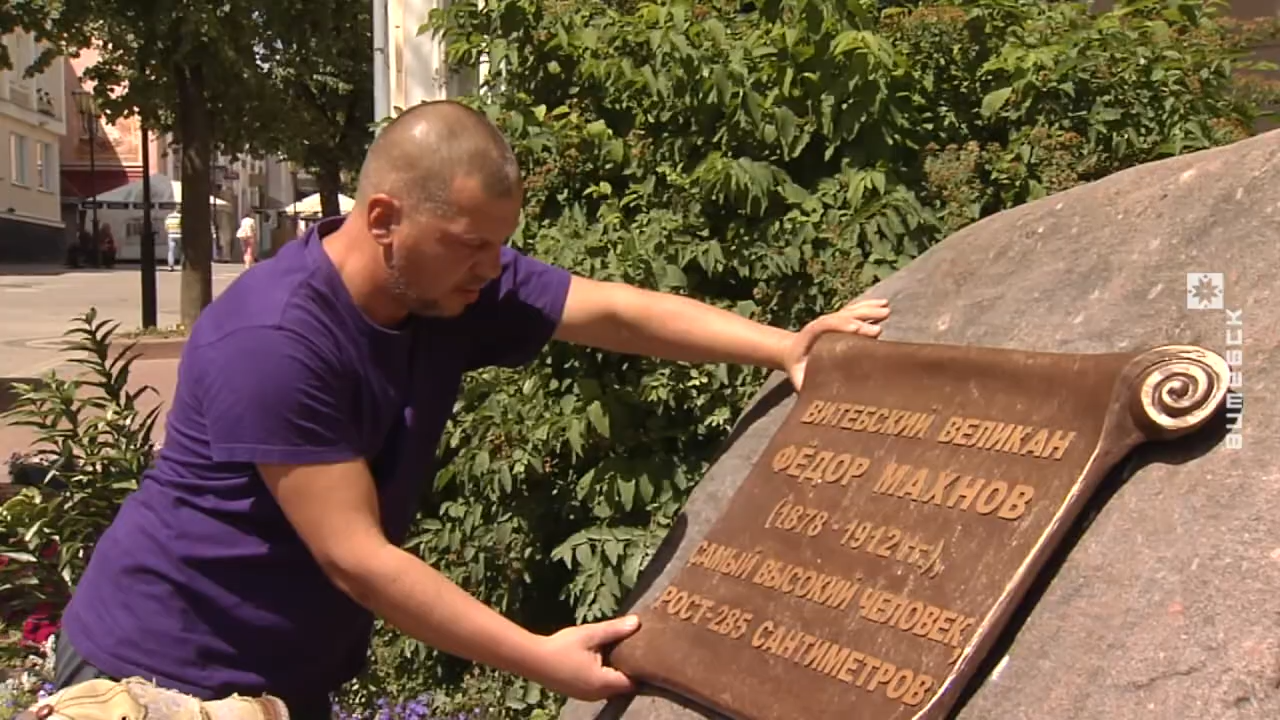 ВИТЕБСКИЙ ВЕЛИКАН
ФЁДОР МАХНОВ
(1878 - 1912 гг.),
САМЫЙ ВЫСОКИЙ ЧЕЛОВЕК,
РОСТ-285 САНТИМЕТРОВ
ВИТЕБСК